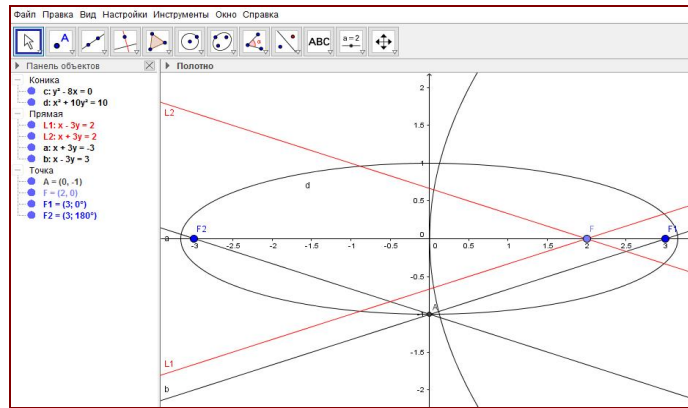 Файл Правка Вид Настройки Инструменты Окно Справка
A
α
ABC
a = 2
Панель объектов
Полотно
Коника
c: y² - 8x = 0
d: x² + 10y² = 10
Прямая
L1: x - 3y = 2
L2: x + 3y = 2
a: x + 3y = -3
b: x - 3y = 3
Точка
A = (0, -1)
F = (2, 0)
F1 = (3; 0°)
F2 = (3; 180°)
2
L2
1.5
1
d
0.5
a
F2
0
F
F1
-3 -2.5 -2 -1.5 -1 -0.5 0.5 1 1.5 2 2.5 3
-0.5
-1
A
-1.5
L1
b
-2